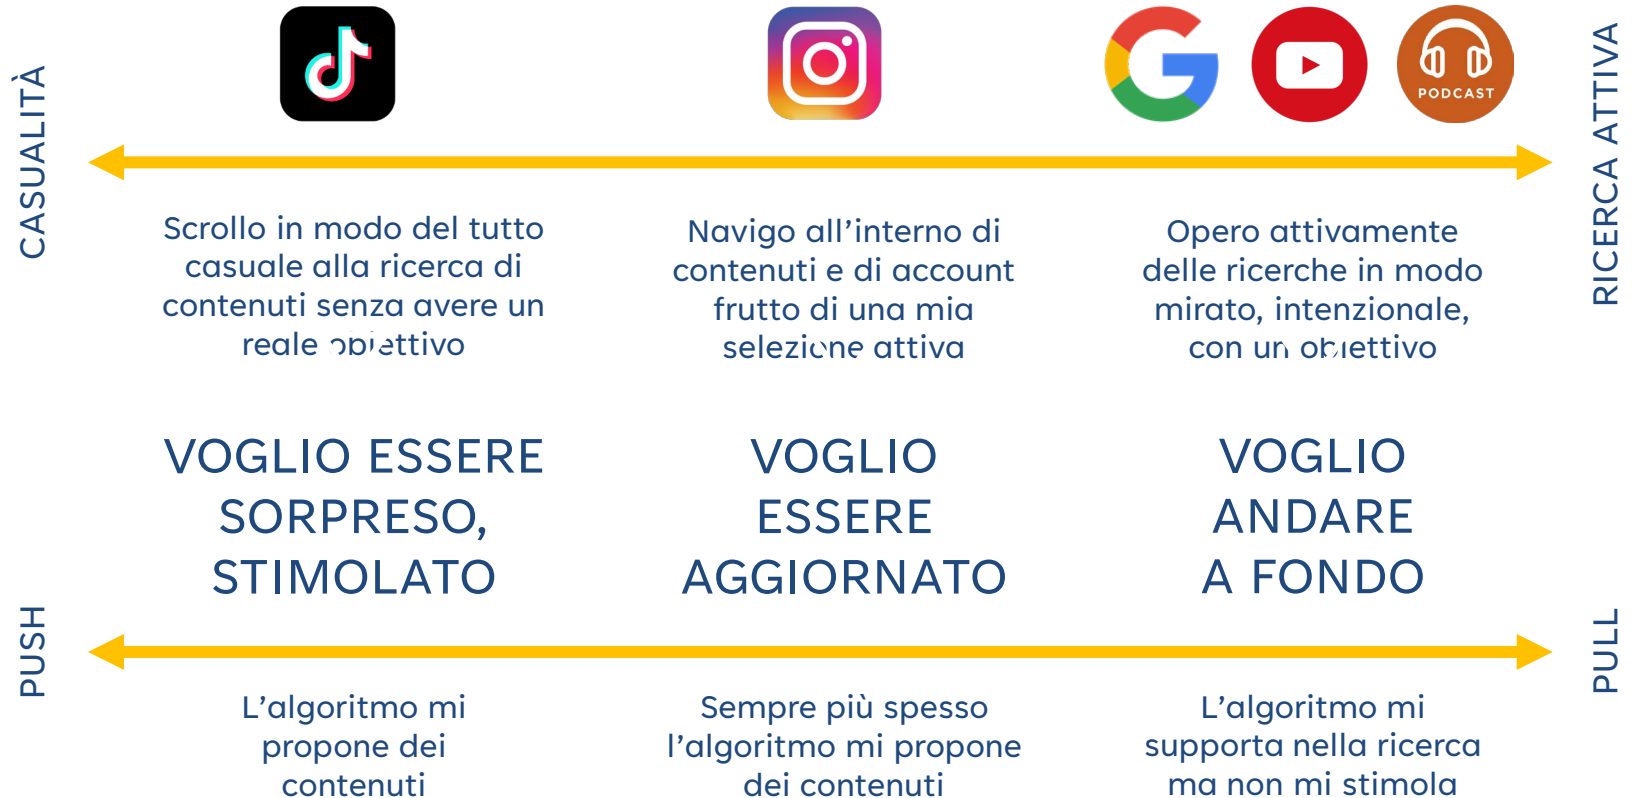 PODCAST
CASUALITÀ
RICERCA ATTIVA
Scrollo in modo del tutto
casuale alla ricerca di
contenuti senza avere un
reale obiettivo
Navigo all’interno di
contenuti e di account
frutto di una mia
selezione attiva
Opero attivamente
delle ricerche in modo
mirato, intenzionale,
con un obiettivo
VOGLIO ESSERE
SORPRESO,
STIMOLATO
VOGLIO
ESSERE
AGGIORNATO
VOGLIO
ANDARE
A FONDO
PUSH
PULL
L’algoritmo mi
propone dei
contenuti
Sempre più spesso
l’algoritmo mi propone
dei contenuti
L’algoritmo mi
supporta nella ricerca
ma non mi stimola